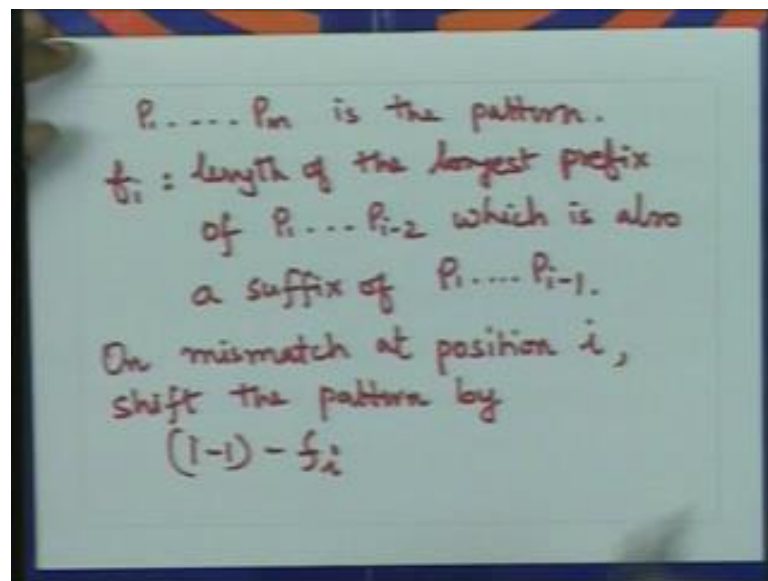 P₁ ..... Pm is the pattern.
fᵢ : length of the longest prefix
of P₁ .... Pᵢ₋₂ which is also
a suffix of P₁ .... Pᵢ₋₁.
On mismatch at position i,
shift the pattern by
(i-1) - fᵢ